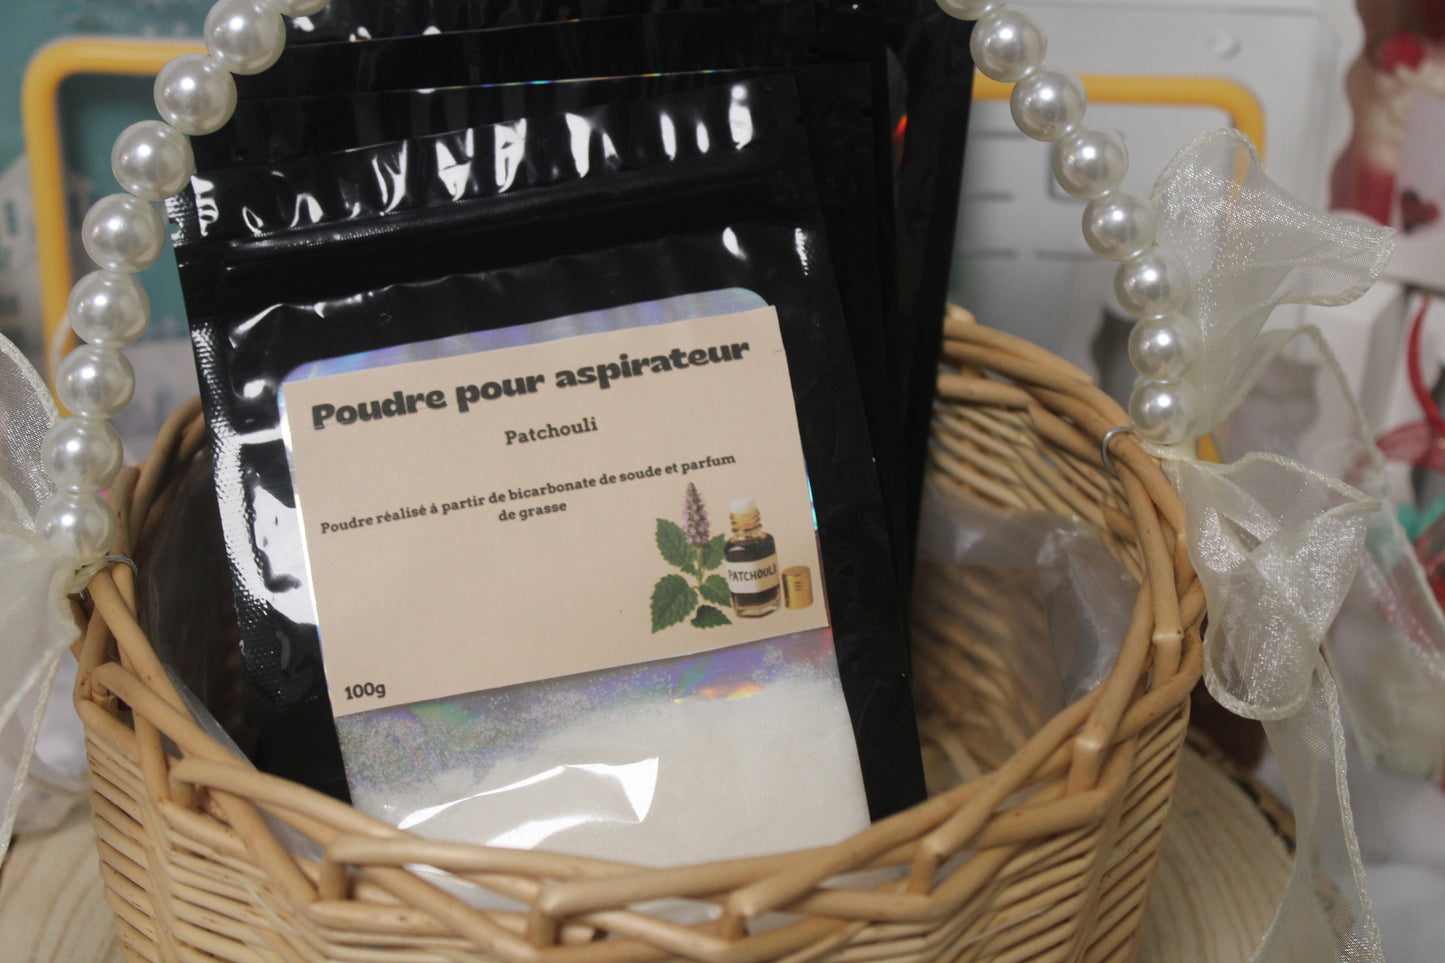 Poudre pour aspirateur
Patchouli
Poudre réalisé à partir de bicarbonate de soude et parfum
de grasse
PATCHOULI
100g